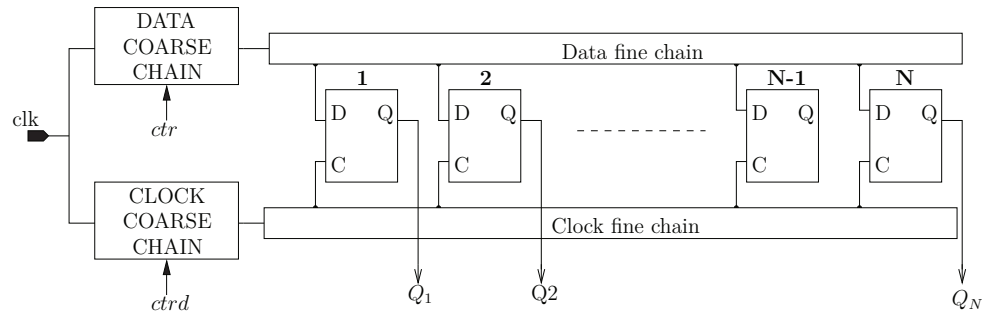 DATA
COARSE
CHAIN
Data fine chain
1 2 N-1 N
D Q D Q D Q D Q
clk
ctr
C C C C
CLOCK
COARSE
CHAIN
Clock fine chain
ctrd
Q1 Q2 QN